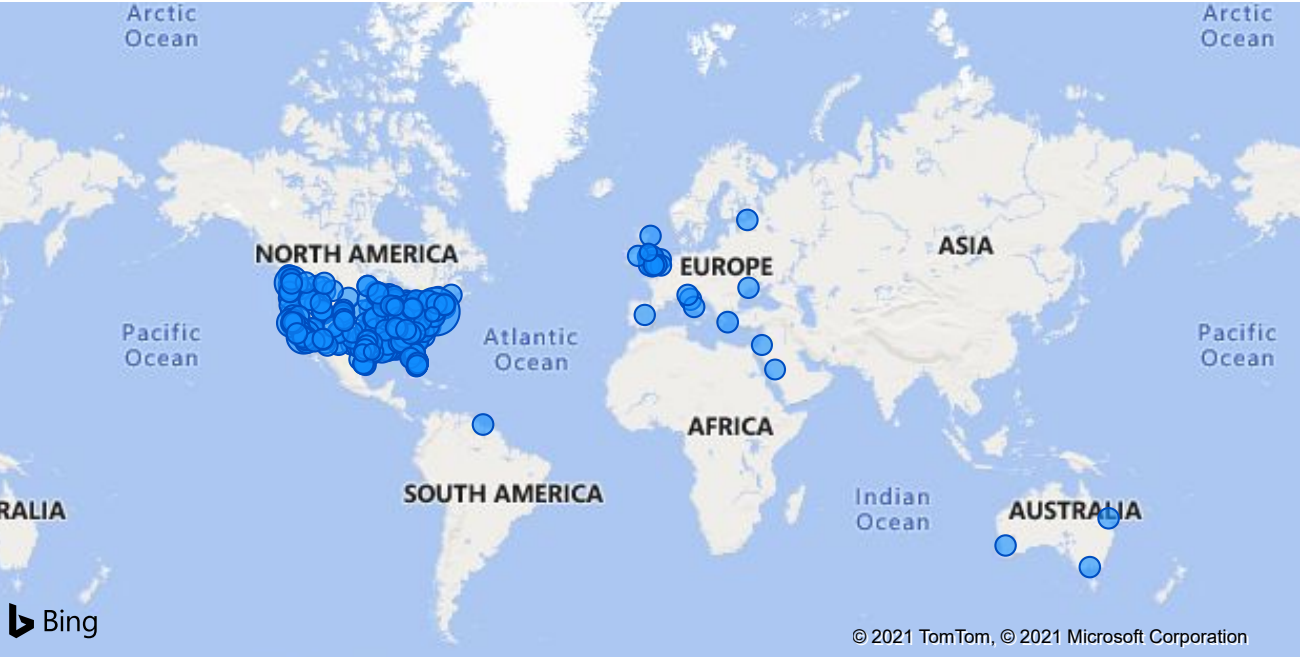 Arctic
Ocean
Arctic
Ocean
NORTH AMERICA
ASIA
EUROPE
Pacific
Ocean
Atlantic
Ocean
Pacific
Ocean
AFRICA
SOUTH AMERICA
Indian
Ocean
RALIA
AUSTRALIA
Bing
© 2021 TomTom, © 2021 Microsoft Corporation